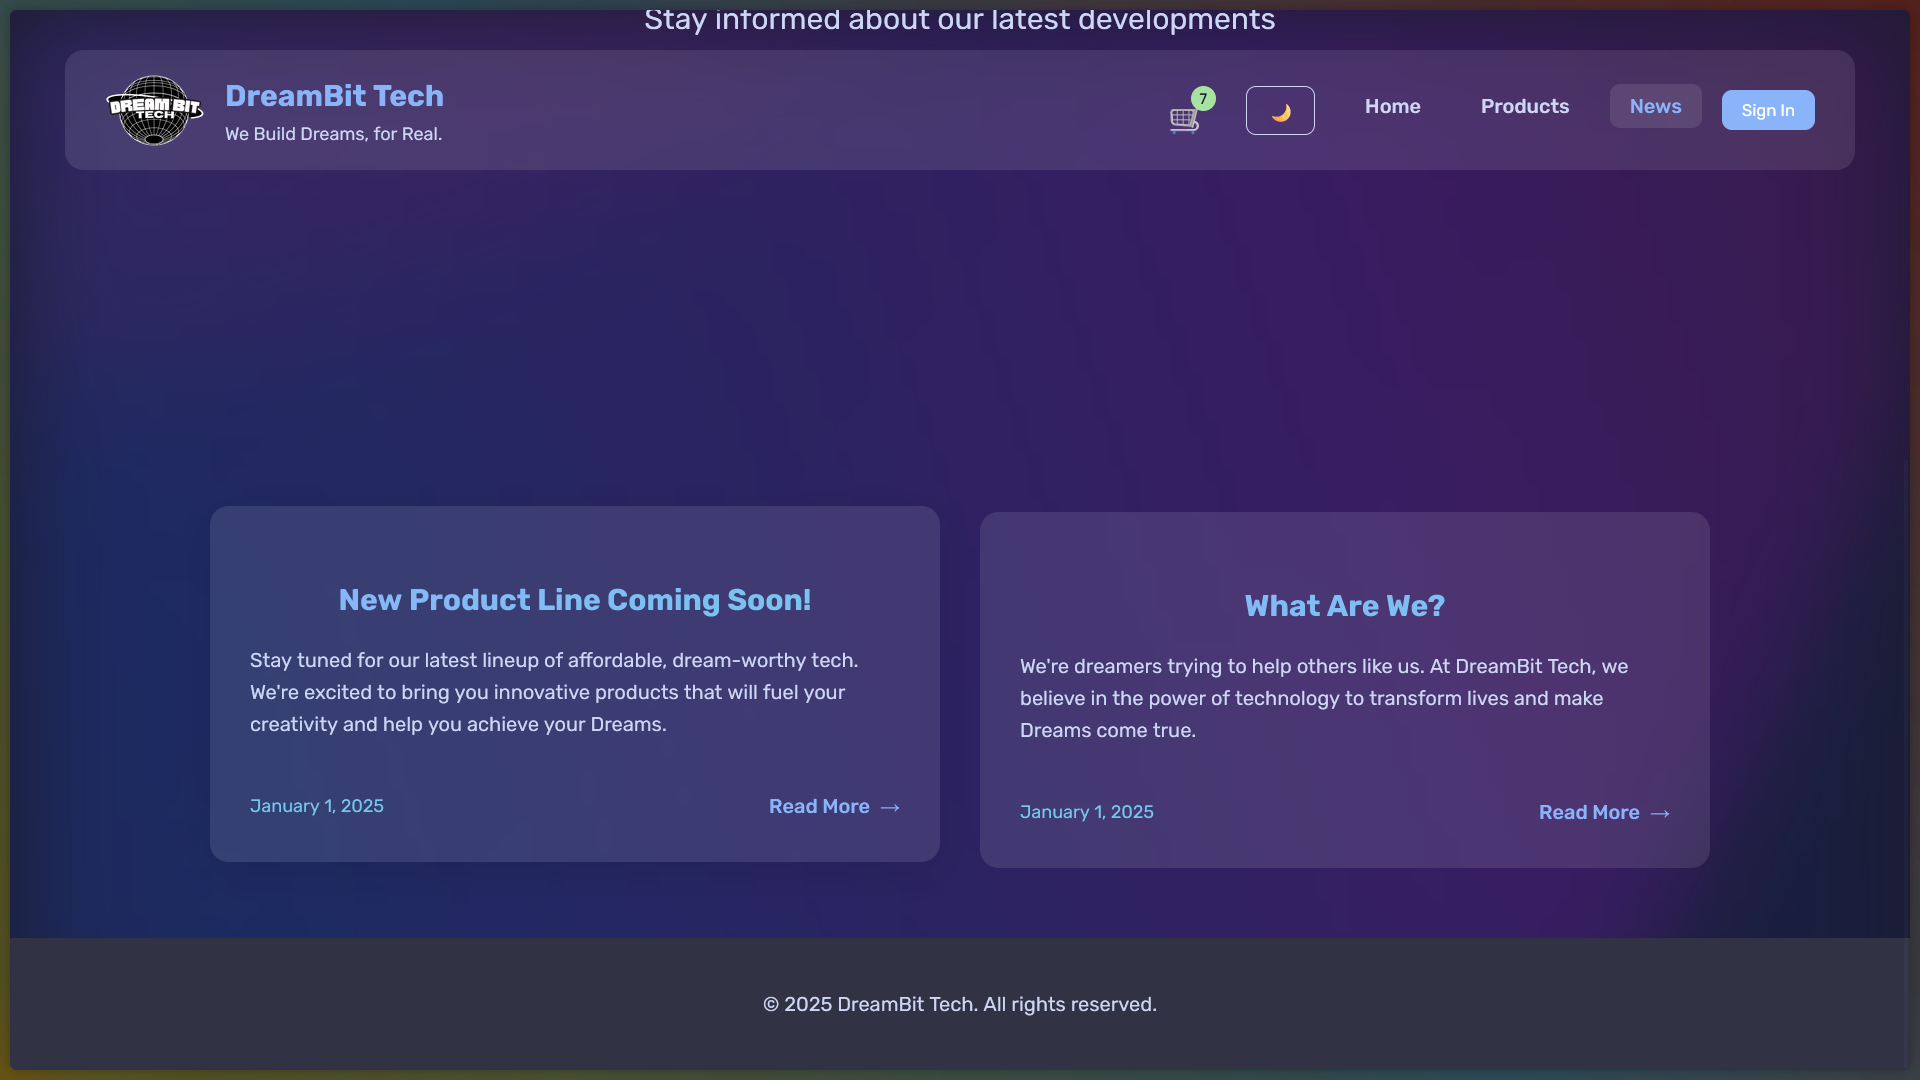 Stay informed about our latest developments
DREAM BIT
TECH
DreamBit Tech
We Build Dreams, for Real.
7
Home
Products
News
Sign In
New Product Line Coming Soon!
Stay tuned for our latest lineup of affordable, dream-worthy tech.
We're excited to bring you innovative products that will fuel your
creativity and help you achieve your Dreams.
January 1, 2025
Read More →
What Are We?
We're dreamers trying to help others like us. At DreamBit Tech, we
believe in the power of technology to transform lives and make
Dreams come true.
January 1, 2025
Read More →
© 2025 DreamBit Tech. All rights reserved.